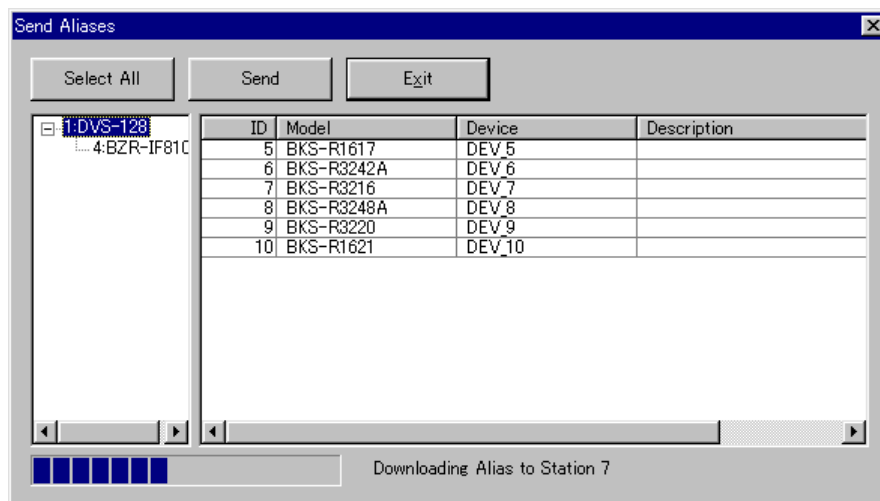 Send Aliases
Select All Send Exit
1:DVS-128
4:BZR-IF810
ID Model Device Description
5 BKS-R1617 DEV_5
6 BKS-R3242A DEV_6
7 BKS-R3216 DEV_7
8 BKS-R3248A DEV_8
9 BKS-R3220 DEV_9
10 BKS-R1621 DEV_10
Downloading Alias to Station 7